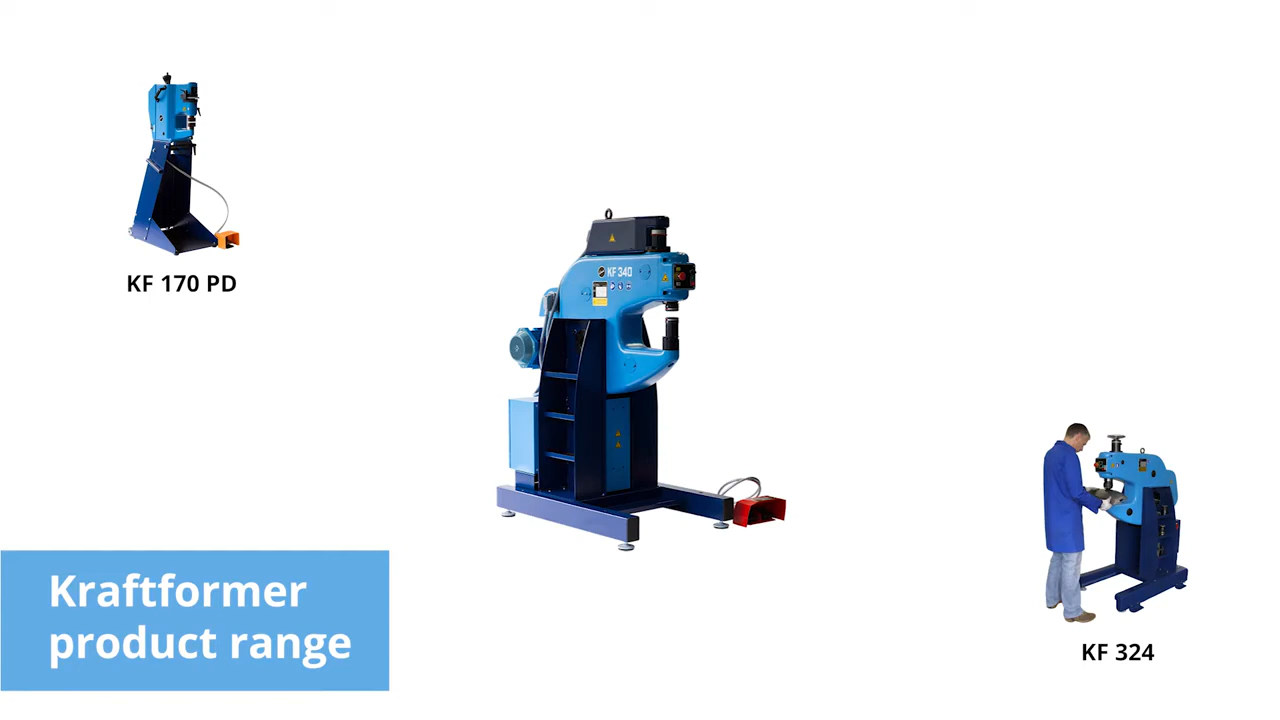 KF 170 PD
KF 340
KF 324
Kraftformer
product range